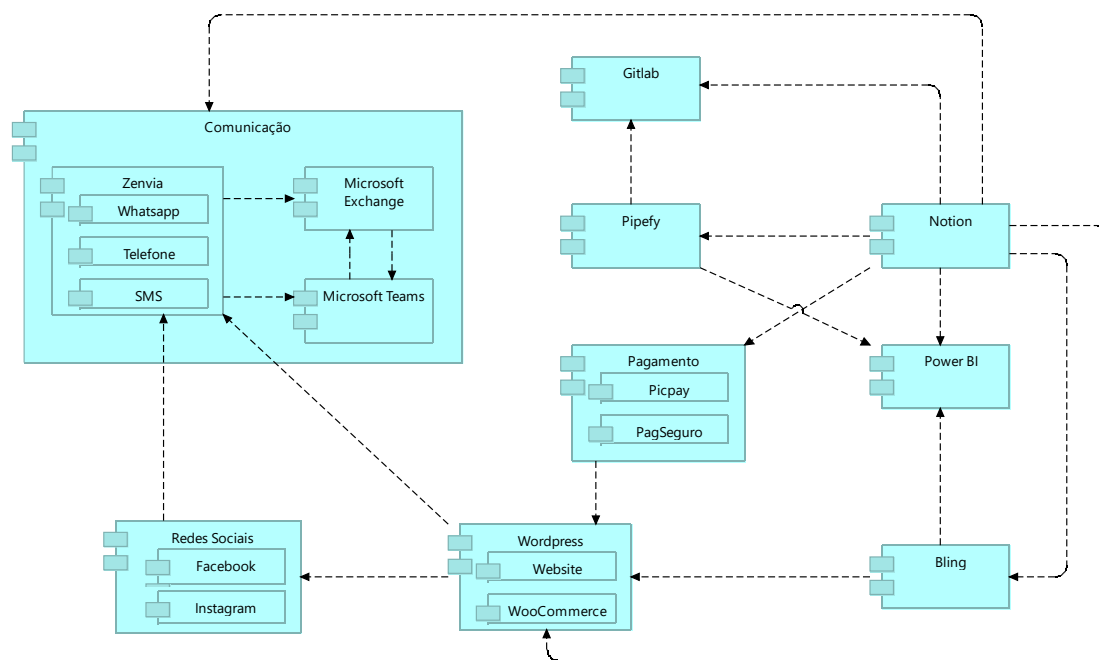 Comunicação
Zenvia
Whatsapp
Telefone
SMS
Microsoft
Exchange
Microsoft Teams
Gitlab
Pipefy
Notion
Pagamento
Picpay
PagSeguro
Power BI
Redes Sociais
Facebook
Instagram
Wordpress
Website
WooCommerce
Bling